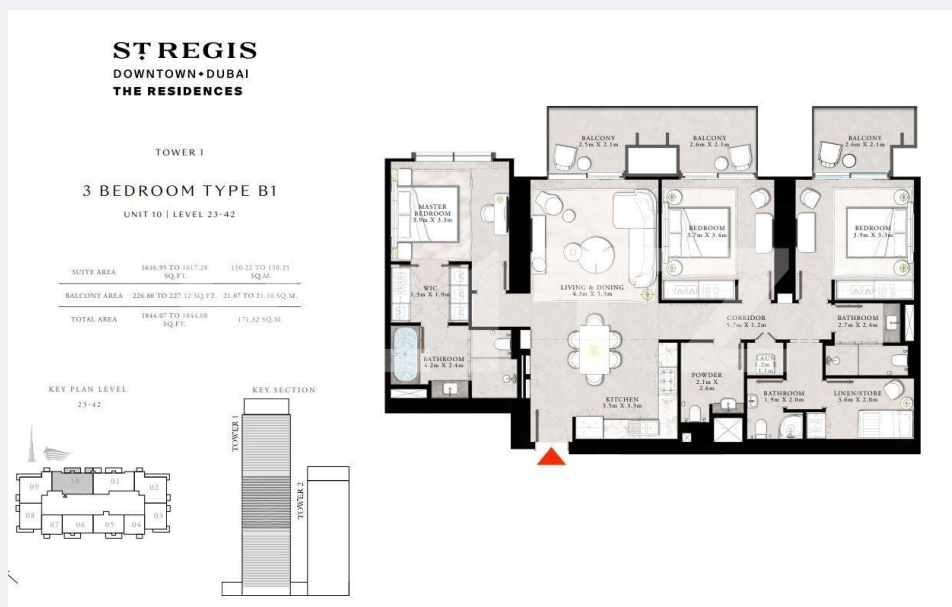 ST REGIS
DOWNTOWN • DUBAI
THE RESIDENCES
TOWER 1
3 BEDROOM TYPE B1
UNIT 10 | LEVEL 23-42
SUITE AREA
1616.95 TO 1617.28
SQ.FT.
150.22 TO 150.25
SQ.M.
BALCONY AREA
226.80 TO 227.12 SQ.FT.
21.07 TO 21.10 SQ.M.
TOTAL AREA
1844.07 TO 1844.08
SQ.FT.
171.32 SQ.M.
KEY PLAN LEVEL
23-42
KEY SECTION
TOWER 1
TOWER 2
09
10
01
02
08
03
07
06
05
04
BALCONY
2.5m X 2.1m
BALCONY
2.6m X 2.1m
BALCONY
2.6m X 2.1m
MASTER
BEDROOM
3.9m X 3.3m
BEDROOM
3.7m X 3.4m
BEDROOM
3.9m X 3.3m
WIC
1.5m X 1.9m
LIVING & DINING
4.3m X 5.3m
CORRIDOR
5.7m X 1.2m
BATHROOM
2.7m X 2.4m
BATHROOM
4.2m X 2.4m
POWDER
2.1m X
2.6m
LAUN
1.2m X
1.1m
KITCHEN
3.5m X 3.3m
BATHROOM
1.9m X 2.0m
LINEN/STORE
3.6m X 2.0m